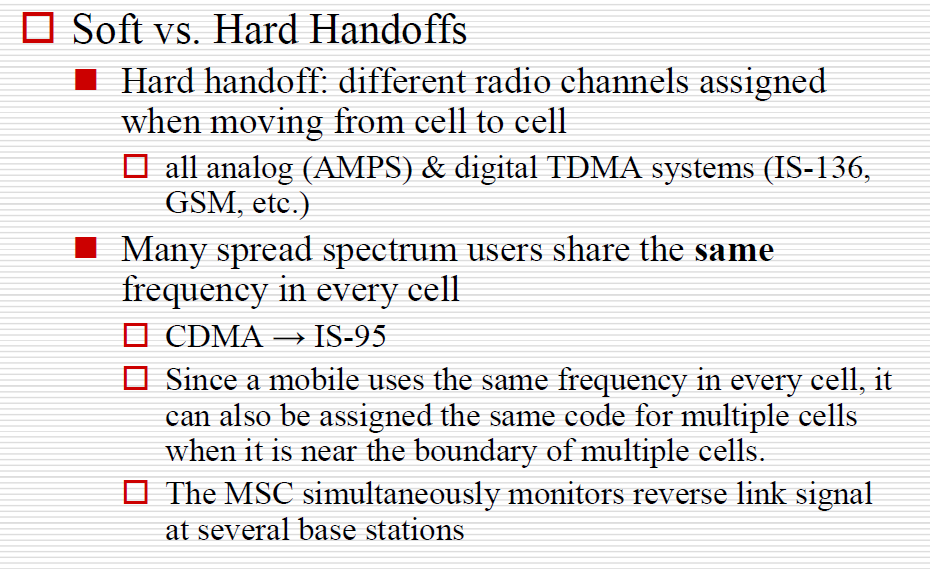 Soft vs. Hard Handoffs
Hard handoff: different radio channels assigned
when moving from cell to cell
all analog (AMPS) & digital TDMA systems (IS-136,
GSM, etc.)
Many spread spectrum users share the same
frequency in every cell
CDMA → IS-95
Since a mobile uses the same frequency in every cell, it
can also be assigned the same code for multiple cells
when it is near the boundary of multiple cells.
The MSC simultaneously monitors reverse link signal
at several base stations